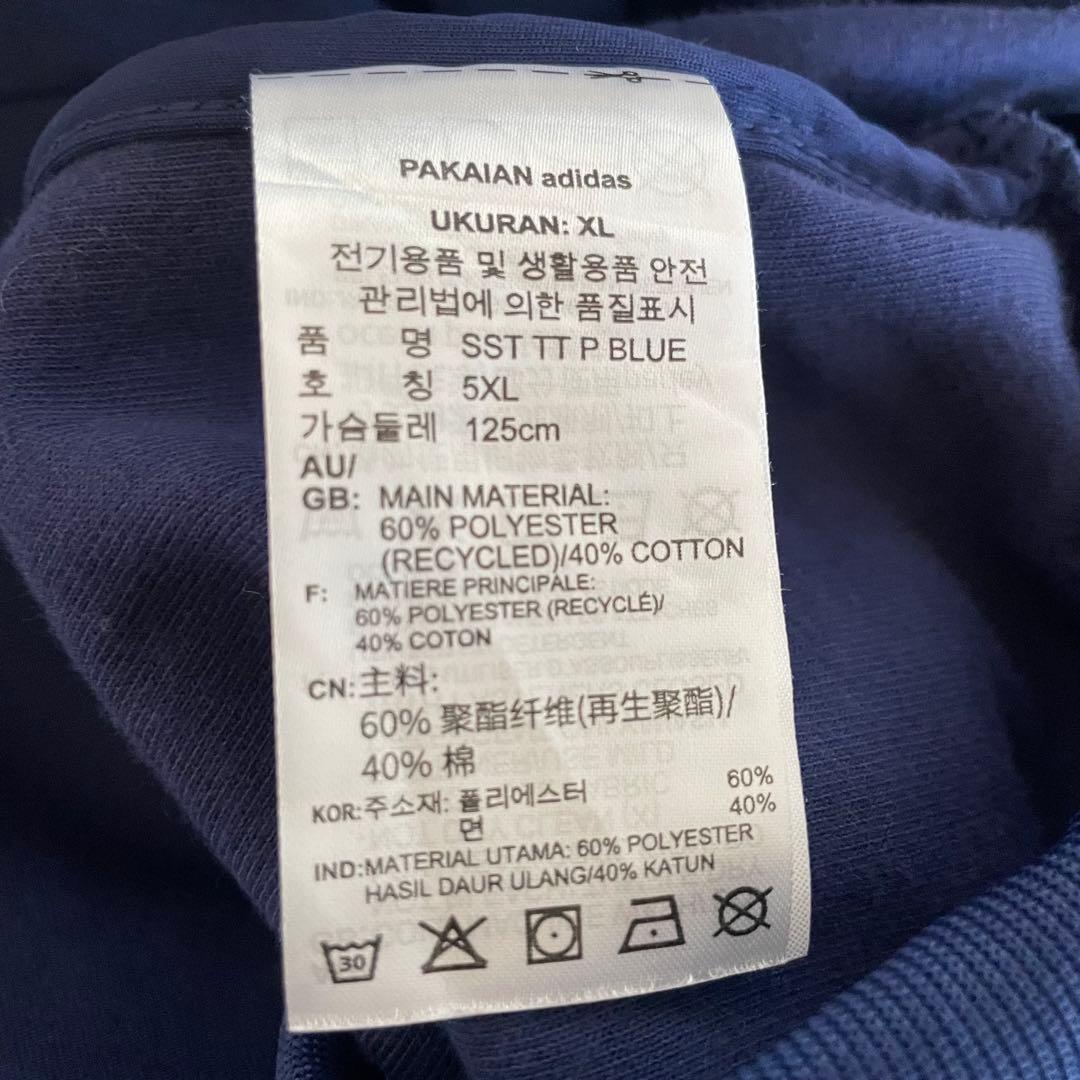 PAKAIAN adidas
UKURAN: XL
전기용품 및 생활용품 안전
관리법에 의한 품질표시
품 명 SST TT P BLUE
호 칭 5XL
가슴둘레 125cm
AU/
GB: MAIN MATERIAL:
60% POLYESTER
(RECYCLED)/40% COTTON
F: MATIERE PRINCIPALE:
60% POLYESTER (RECYCLÉ)/
40% COTON
CN:主料:
60% 聚酯纤维(再生聚酯)/
40% 棉
KOR:주소재: 폴리에스터 60%
면 40%
IND:MATERIAL UTAMA: 60% POLYESTER
HASIL DAUR ULANG/40% KATUN
30